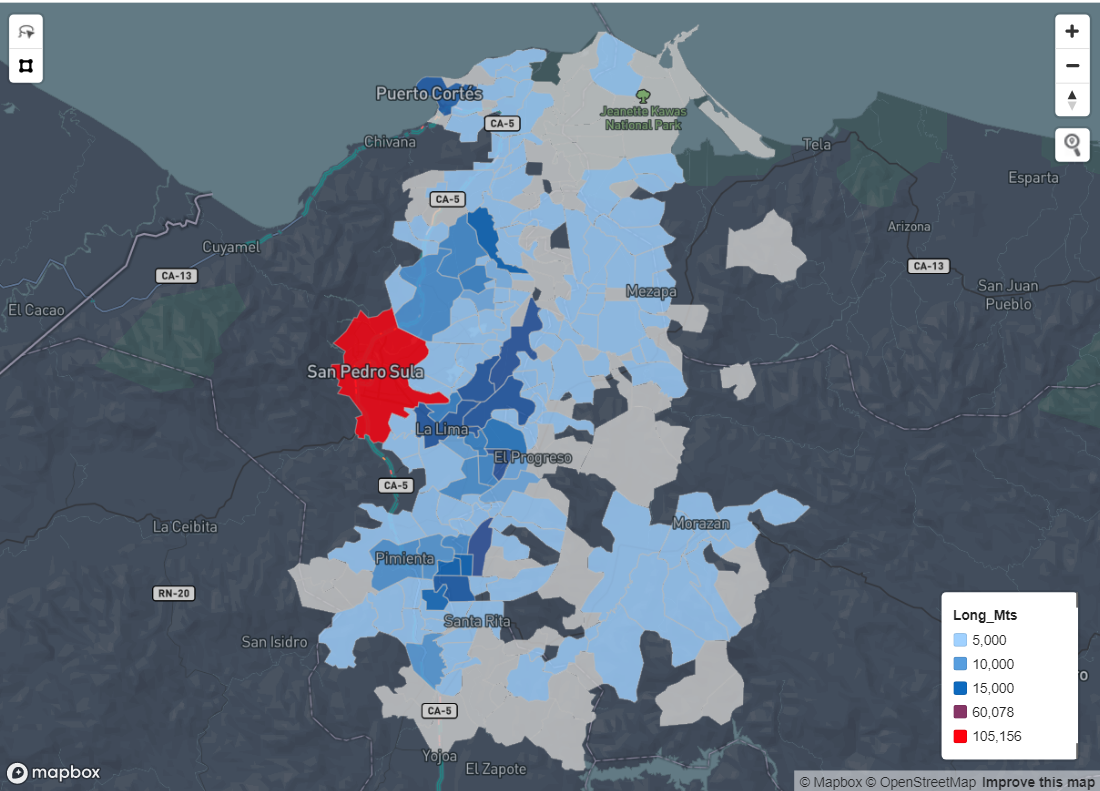 Puerto Cortés
CA-5
Jeanette Kawas
National Park
Chivana
Tela
Esparta
CA-5
Arizona
Cuyamel
CA-13
CA-13
San Juan
Pueblo
Mezapa
El Cacao
San Pedro Sula
La Lima
El Progreso
CA-5
La Ceibita
Morazan
Pimienta
RN-20
Santa Rita
San Isidro
CA-5
Yojoa
El Zapote
Long_Mts
5,000
10,000
15,000
60,078
105,156
ro
mapbox
© Mapbox © OpenStreetMap Improve this map